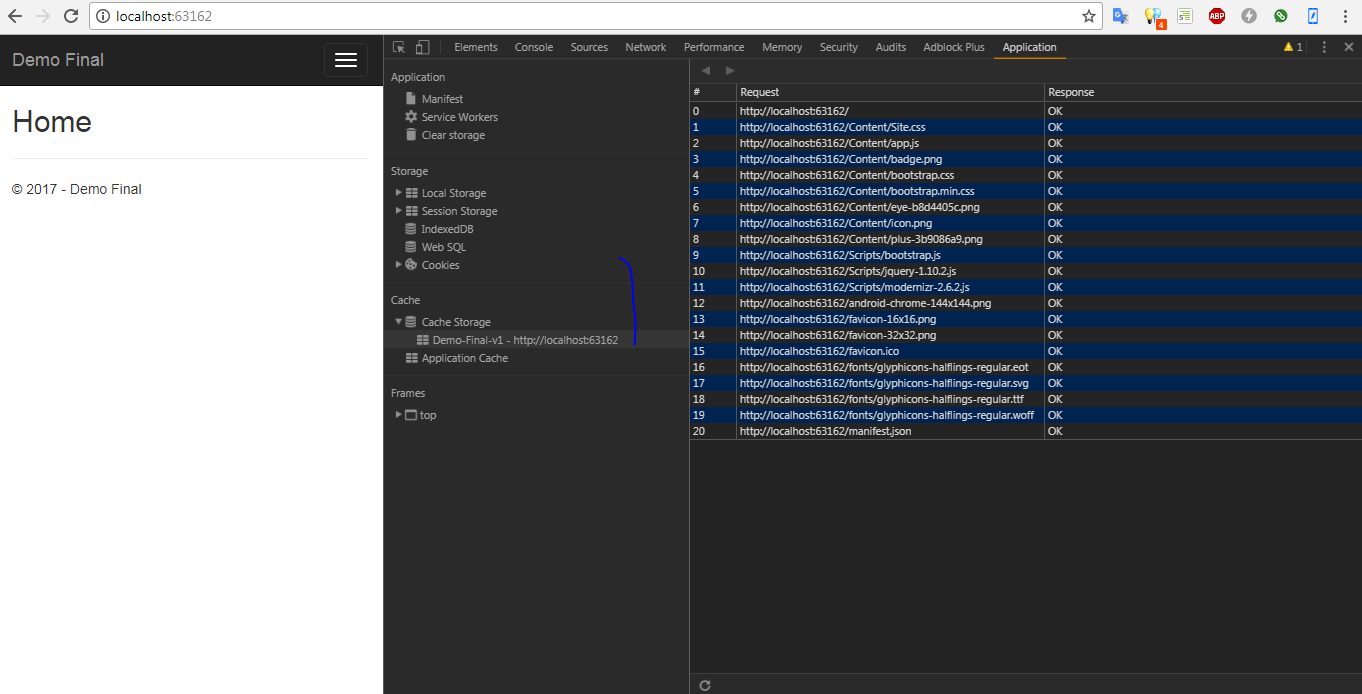 localhost:63162
4
ABP
Demo Final
Home
© 2017 - Demo Final
Elements Console Sources Network Performance Memory Security Audits Adblock Plus Application
1
Application
Manifest
Service Workers
Clear storage
Storage
Local Storage
Session Storage
IndexedDB
Web SQL
Cookies
Cache
Cache Storage
Demo-Final-v1 - http://localhost:63162
Application Cache
Frames
top
# Request Response
0 http://localhost:63162/ OK
1 http://localhost:63162/Content/Site.css OK
2 http://localhost:63162/Content/app.js OK
3 http://localhost:63162/Content/badge.png OK
4 http://localhost:63162/Content/bootstrap.css OK
5 http://localhost:63162/Content/bootstrap.min.css OK
6 http://localhost:63162/Content/eye-b8d4405c.png OK
7 http://localhost:63162/Content/icon.png OK
8 http://localhost:63162/Content/plus-3b9086a9.png OK
9 http://localhost:63162/Scripts/bootstrap.js OK
10 http://localhost:63162/Scripts/jquery-1.10.2.js OK
11 http://localhost:63162/Scripts/modernizr-2.6.2.js OK
12 http://localhost:63162/android-chrome-144x144.png OK
13 http://localhost:63162/favicon-16x16.png OK
14 http://localhost:63162/favicon-32x32.png OK
15 http://localhost:63162/favicon.ico OK
16 http://localhost:63162/fonts/glyphicons-halflings-regular.eot OK
17 http://localhost:63162/fonts/glyphicons-halflings-regular.svg OK
18 http://localhost:63162/fonts/glyphicons-halflings-regular.ttf OK
19 http://localhost:63162/fonts/glyphicons-halflings-regular.woff OK
20 http://localhost:63162/manifest.json OK